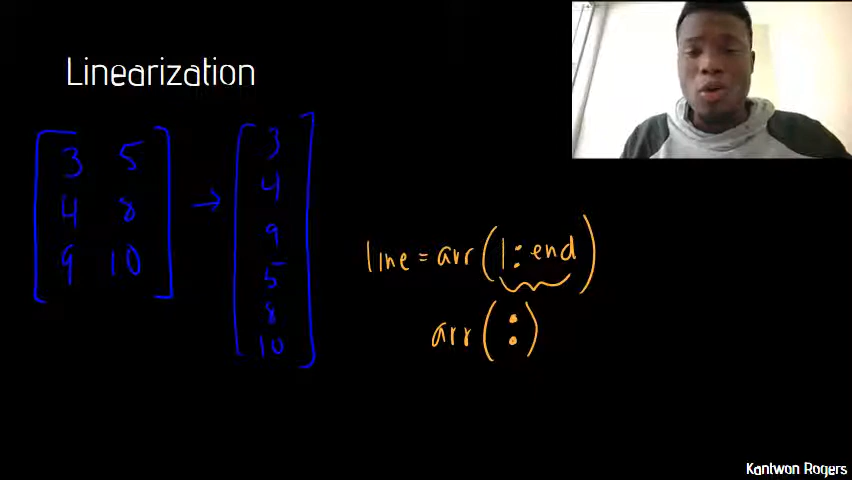 Linearization
3 5
4 8
9 10
→
3
4
9
5
8
10
line = arr(1:end)
arr(:)
Kantwon Rogers